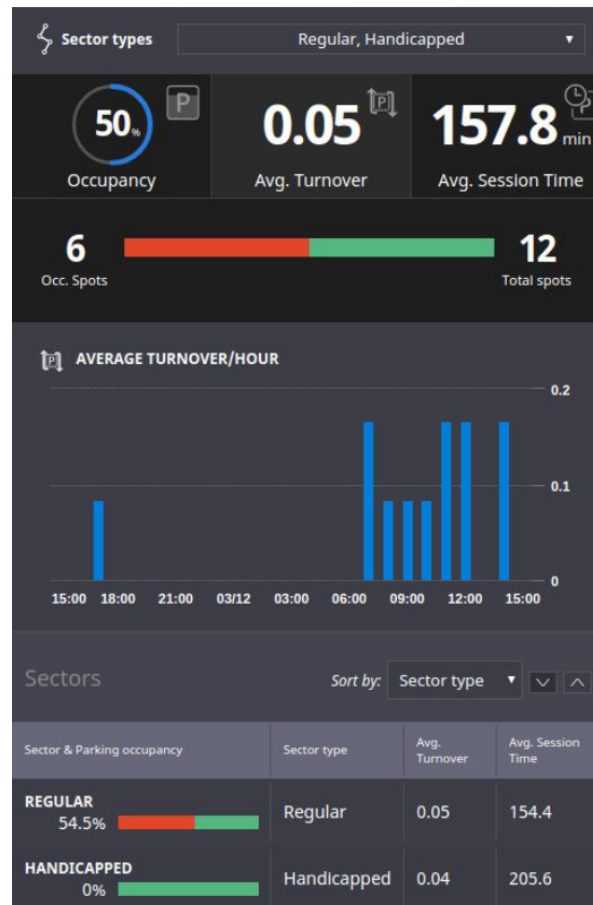 Sector types Regular, Handicapped
50% P 0.05 P 157.8 min
Occupancy Avg. Turnover Avg. Session Time
6 12
Occ. Spots Total spots
P AVERAGE TURNOVER/HOUR
0.2
0.1
0
15:00 18:00 21:00 03/12 03:00 06:00 09:00 12:00 15:00
Sectors Sort by: Sector type
Sector & Parking occupancy Sector type Avg. Turnover Avg. Session Time
REGULAR
54.5% Regular 0.05 154.4
HANDICAPPED
0% Handicapped 0.04 205.6